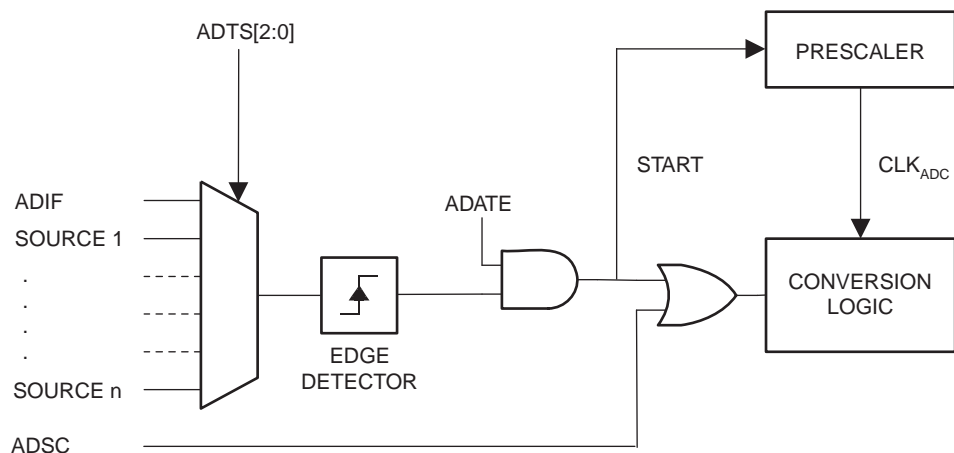 ADTS[2:0]
PRESCALER
START
CLKADC
ADIF
ADATE
SOURCE 1
.
.
.
.
CONVERSION
LOGIC
EDGE
DETECTOR
SOURCE n
ADSC